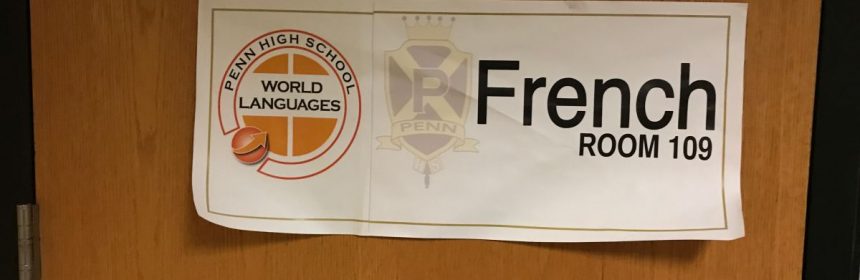 PENN HIGH SCHOOL
WORLD
LANGUAGES
P
PENN
French
ROOM 109